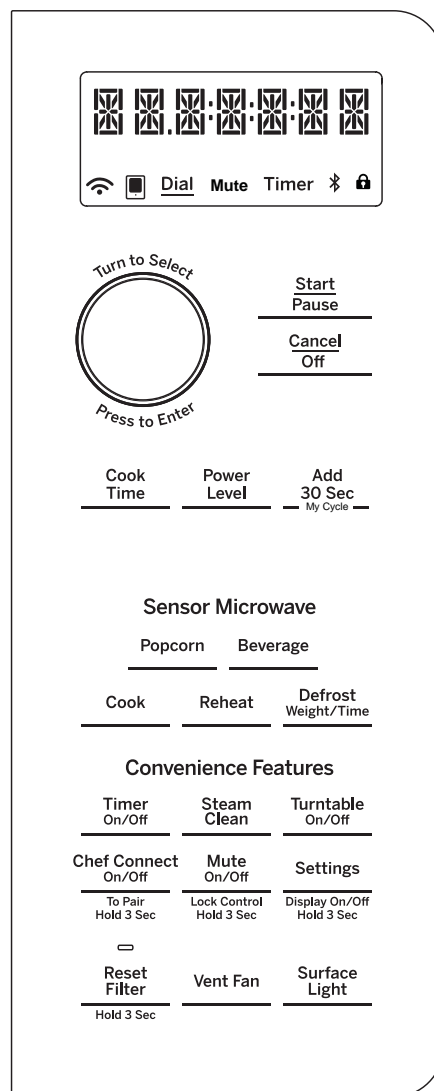 Dial Mute Timer
Turn to Select
Press to Enter
Start
Pause
Cancel
Off
Cook
Time
Power
Level
Add
30 Sec
My Cycle
Sensor Microwave
Popcorn
Beverage
Cook
Reheat
Defrost
Weight/Time
Convenience Features
Timer
On/Off
Steam
Clean
Turntable
On/Off
Chef Connect
On/Off
To Pair
Hold 3 Sec
Mute
On/Off
Lock Control
Hold 3 Sec
Settings
Display On/Off
Hold 3 Sec
Reset
Filter
Hold 3 Sec
Vent Fan
Surface
Light